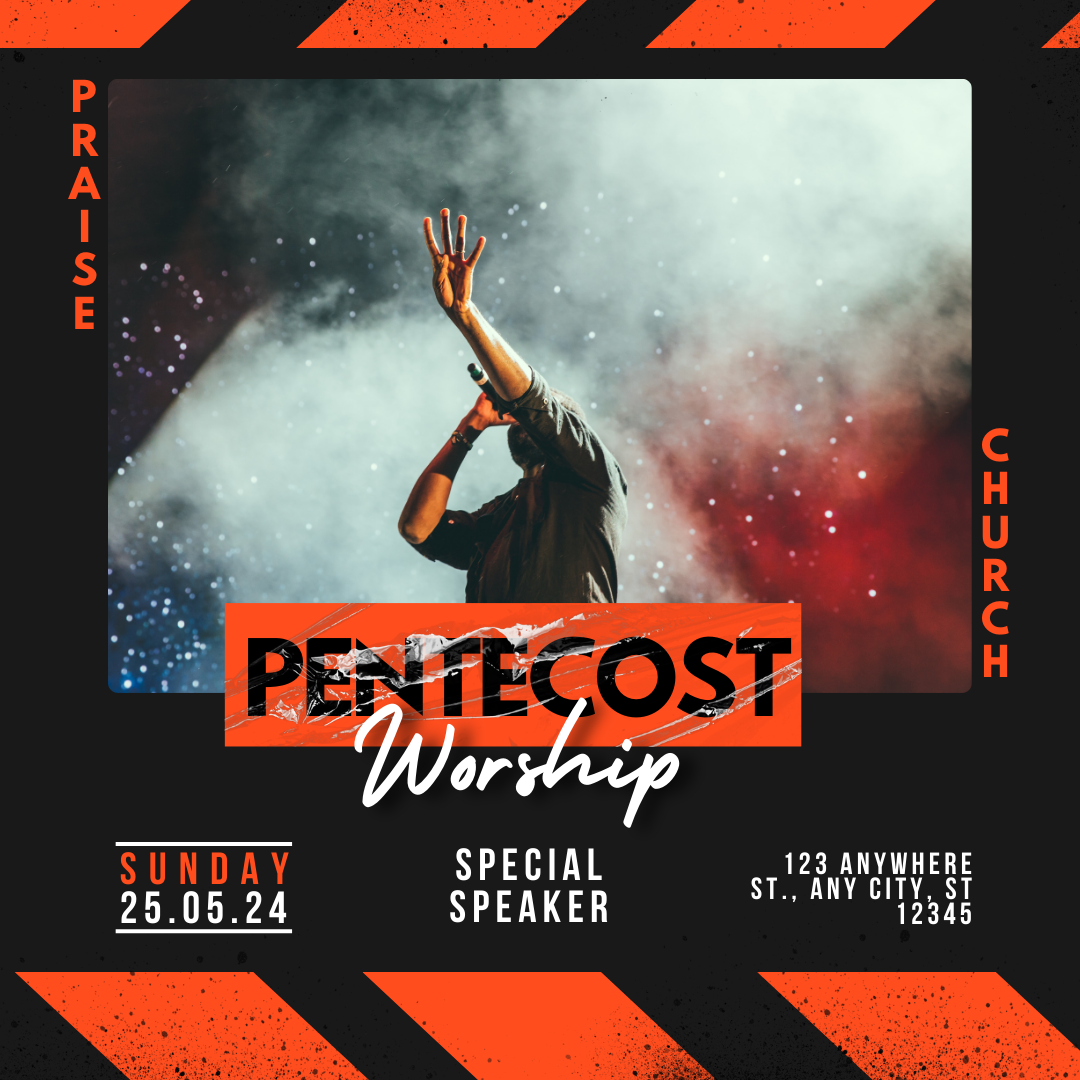 PRAISE
CHURCH
PENTECOST
Worship
SUNDAY
25.05.24
SPECIAL
SPEAKER
123 ANYWHERE
ST., ANY CITY, ST
12345